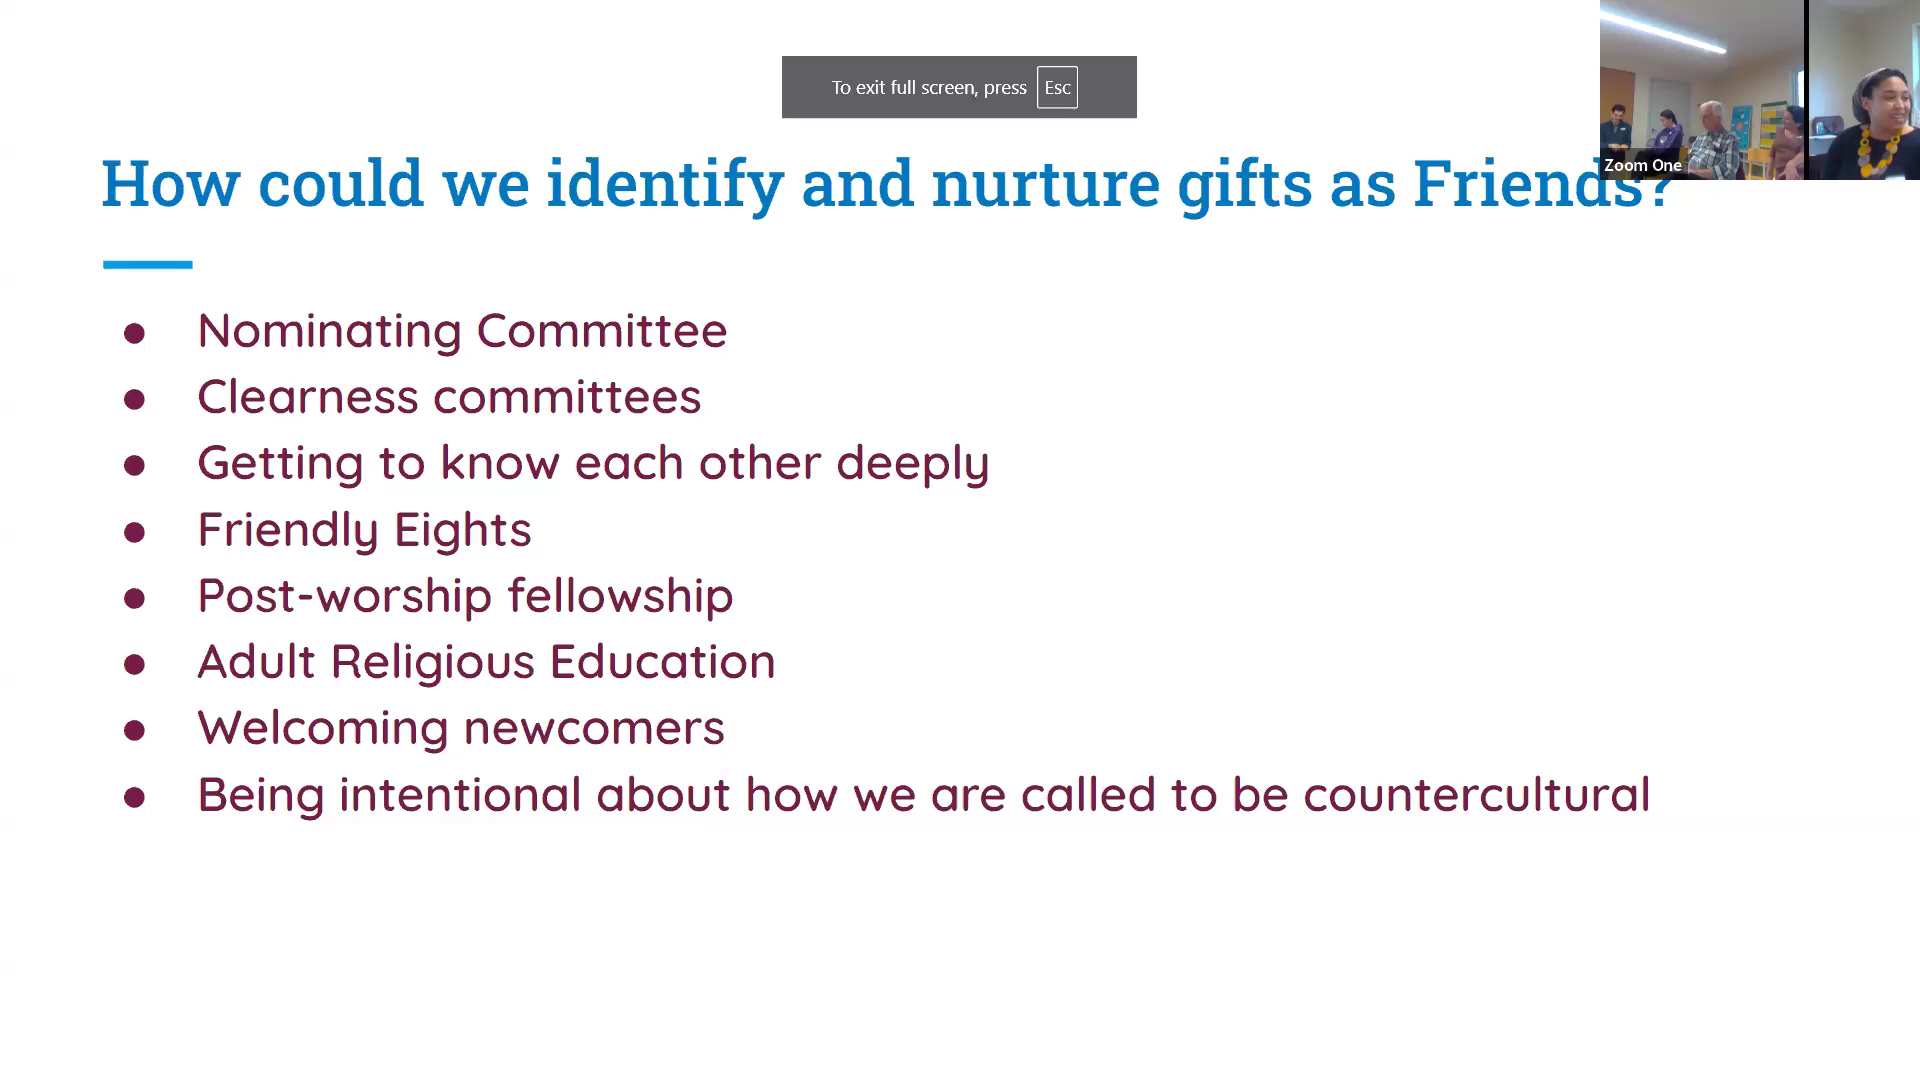 To exit full screen, press Esc
Zoom One
How could we identify and nurture gifts as Friends?
● Nominating Committee
● Clearness committees
● Getting to know each other deeply
● Friendly Eights
● Post-worship fellowship
● Adult Religious Education
● Welcoming newcomers
● Being intentional about how we are called to be countercultural